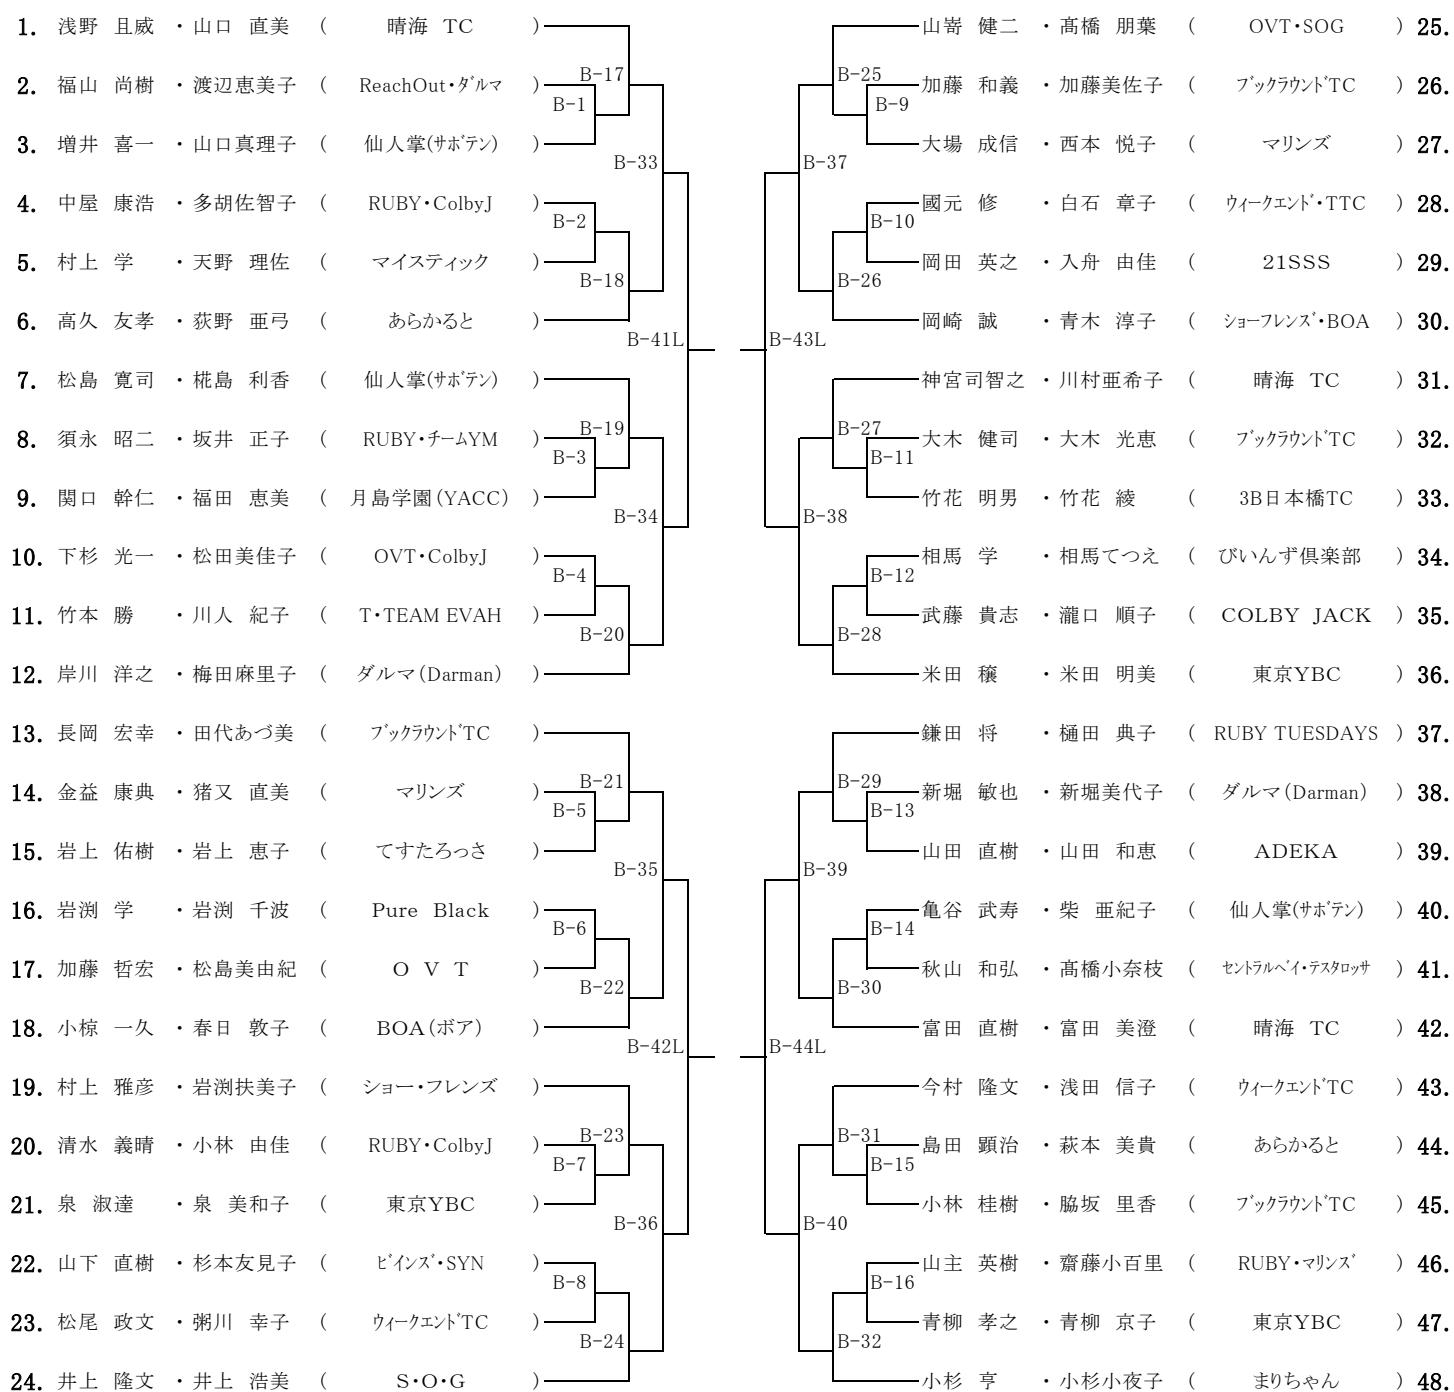 1. 浅野 且威 ・山口 直美 ( 晴海 TC )
B-17
2. 福山 尚樹 ・渡辺恵美子 ( ReachOut・ダルマ )
B-1
3. 増井 喜一 ・山口真理子 ( 仙人掌(サボテン) )
B-33
4. 中屋 康浩 ・多胡佐智子 ( RUBY・ColbyJ )
B-2
5. 村上 学 ・天野 理佐 ( マイスティック )
B-18
6. 高久 友孝 ・荻野 亜弓 ( あらかると )
B-41L
7. 松島 寛司 ・椛島 利香 ( 仙人掌(サボテン) )
B-19
8. 須永 昭二 ・坂井 正子 ( RUBY・チームYM )
B-3
9. 関口 幹仁 ・福田 恵美 ( 月島学園(YACC) )
B-34
10. 下杉 光一 ・松田美佳子 ( OVT・ColbyJ )
B-4
11. 竹本 勝 ・川人 紀子 ( T・TEAM EVAH )
B-20
12. 岸川 洋之 ・梅田麻里子 ( ダルマ(Darman) )
13. 長岡 宏幸 ・田代あづ美 ( ブックラウンドTC )
B-21
14. 金益 康典 ・猪又 直美 ( マリンズ )
B-5
15. 岩上 佑樹 ・岩上 恵子 ( てすたろっさ )
B-35
16. 岩渕 学 ・岩渕 千波 ( Pure Black )
B-6
17. 加藤 哲宏 ・松島美由紀 ( O V T )
B-22
18. 小椋 一久 ・春日 敦子 ( BOA(ボア) )
B-42L
19. 村上 雅彦 ・岩渕扶美子 ( ショー・フレンズ )
B-23
20. 清水 義晴 ・小林 由佳 ( RUBY・ColbyJ )
B-7
21. 泉 淑達 ・泉 美和子 ( 東京YBC )
B-36
22. 山下 直樹 ・杉本友見子 ( ビインズ・SYN )
B-8
23. 松尾 政文 ・粥川 幸子 ( ウィークエンドTC )
B-24
24. 井上 隆文 ・井上 浩美 ( S・O・G )
山嵜 健二 ・髙橋 朋葉 ( OVT・SOG ) 25.
B-25
加藤 和義 ・加藤美佐子 ( ブックラウンドTC ) 26.
B-9
大場 成信 ・西本 悦子 ( マリンズ ) 27.
B-37
國元 修 ・白石 章子 ( ウィークエンド・TTC ) 28.
B-10
岡田 英之 ・入舟 由佳 ( 21SSS ) 29.
B-26
岡崎 誠 ・青木 淳子 ( ショーフレンズ・BOA ) 30.
B-43L
神宮司智之 ・川村亜希子 ( 晴海 TC ) 31.
B-27
大木 健司 ・大木 光恵 ( ブックラウンドTC ) 32.
B-11
竹花 明男 ・竹花 綾 ( 3B日本橋TC ) 33.
B-38
相馬 学 ・相馬てつえ ( びいんず倶楽部 ) 34.
B-12
武藤 貴志 ・瀧口 順子 ( COLBY JACK ) 35.
B-28
米田 穣 ・米田 明美 ( 東京YBC ) 36.
鎌田 将 ・樋田 典子 ( RUBY TUESDAYS ) 37.
B-29
新堀 敏也 ・新堀美代子 ( ダルマ(Darman) ) 38.
B-13
山田 直樹 ・山田 和恵 ( ADEKA ) 39.
B-39
亀谷 武寿 ・柴 亜紀子 ( 仙人掌(サボテン) ) 40.
B-14
秋山 和弘 ・髙橋小奈枝 ( セントラルベイ・テスタロッサ ) 41.
B-30
富田 直樹 ・富田 美澄 ( 晴海 TC ) 42.
B-44L
今村 隆文 ・浅田 信子 ( ウィークエンドTC ) 43.
B-31
島田 顕治 ・萩本 美貴 ( あらかると ) 44.
B-15
小林 桂樹 ・脇坂 里香 ( ブックラウンドTC ) 45.
B-40
山主 英樹 ・齋藤小百里 ( RUBY・マリンズ ) 46.
B-16
青柳 孝之 ・青柳 京子 ( 東京YBC ) 47.
B-32
小杉 亨 ・小杉小夜子 ( まりちゃん ) 48.